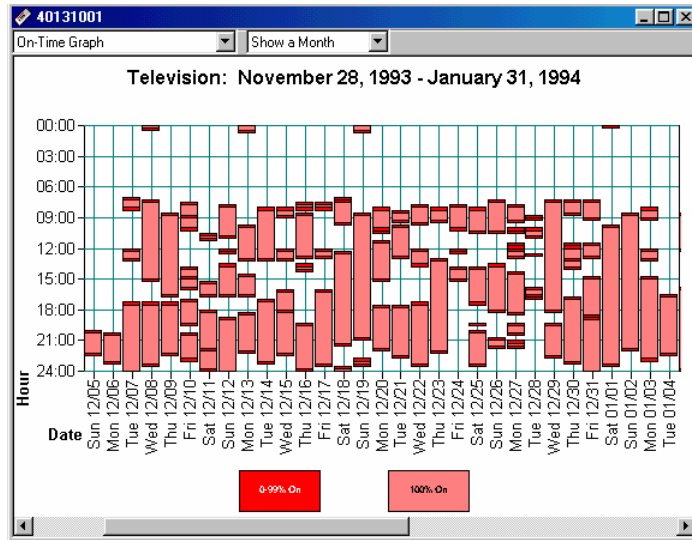 40131001
On-Time Graph Show a Month
Television: November 28, 1993 - January 31, 1994
00:00
03:00
06:00
09:00
12:00
15:00
18:00
21:00
24:00
Hour
Date
Sun 12/05
Mon 12/06
Tue 12/07
Wed 12/08
Thu 12/09
Fri 12/10
Sat 12/11
Sun 12/12
Mon 12/13
Tue 12/14
Wed 12/15
Thu 12/16
Fri 12/17
Sat 12/18
Sun 12/19
Mon 12/20
Tue 12/21
Wed 12/22
Thu 12/23
Fri 12/24
Sat 12/25
Sun 12/26
Mon 12/27
Tue 12/28
Wed 12/29
Thu 12/30
Fri 12/31
Sat 01/01
Sun 01/02
Mon 01/03
Tue 01/04
0-99% On 100% On